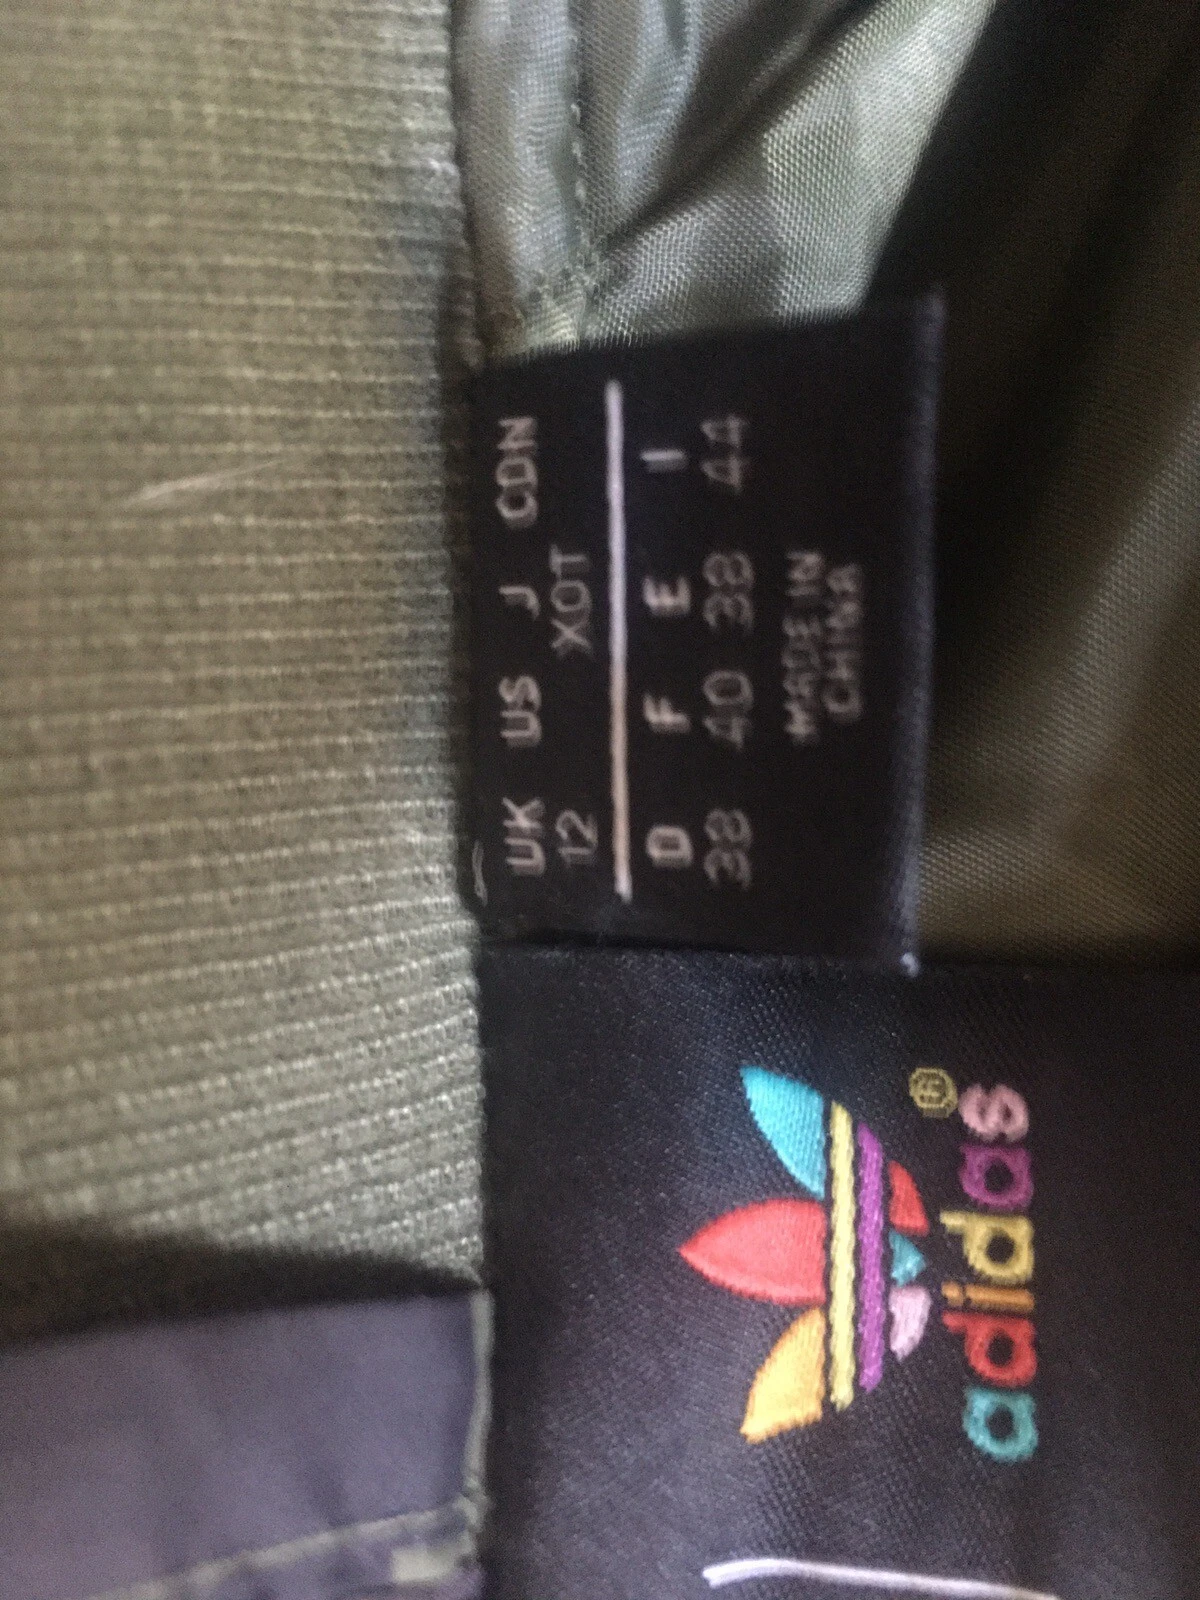 UK US J CDN
12 XOT
D F E I
38 40 38 44
MADE IN
CHINA
adidas®